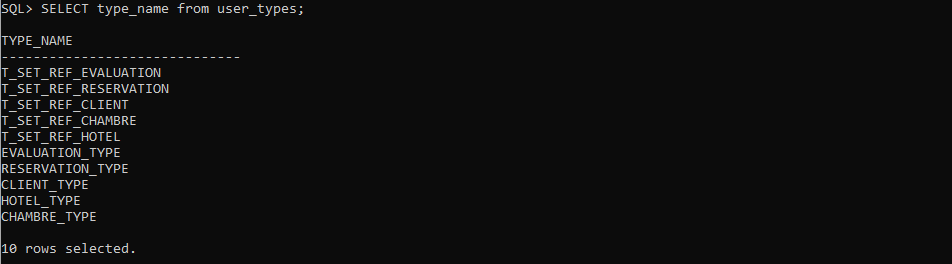 SQL> SELECT type_name from user_types;
TYPE_NAME
------------------------------
T_SET_REF_EVALUATION
T_SET_REF_RESERVATION
T_SET_REF_CLIENT
T_SET_REF_CHAMBRE
T_SET_REF_HOTEL
EVALUATION_TYPE
RESERVATION_TYPE
CLIENT_TYPE
HOTEL_TYPE
CHAMBRE_TYPE
10 rows selected.